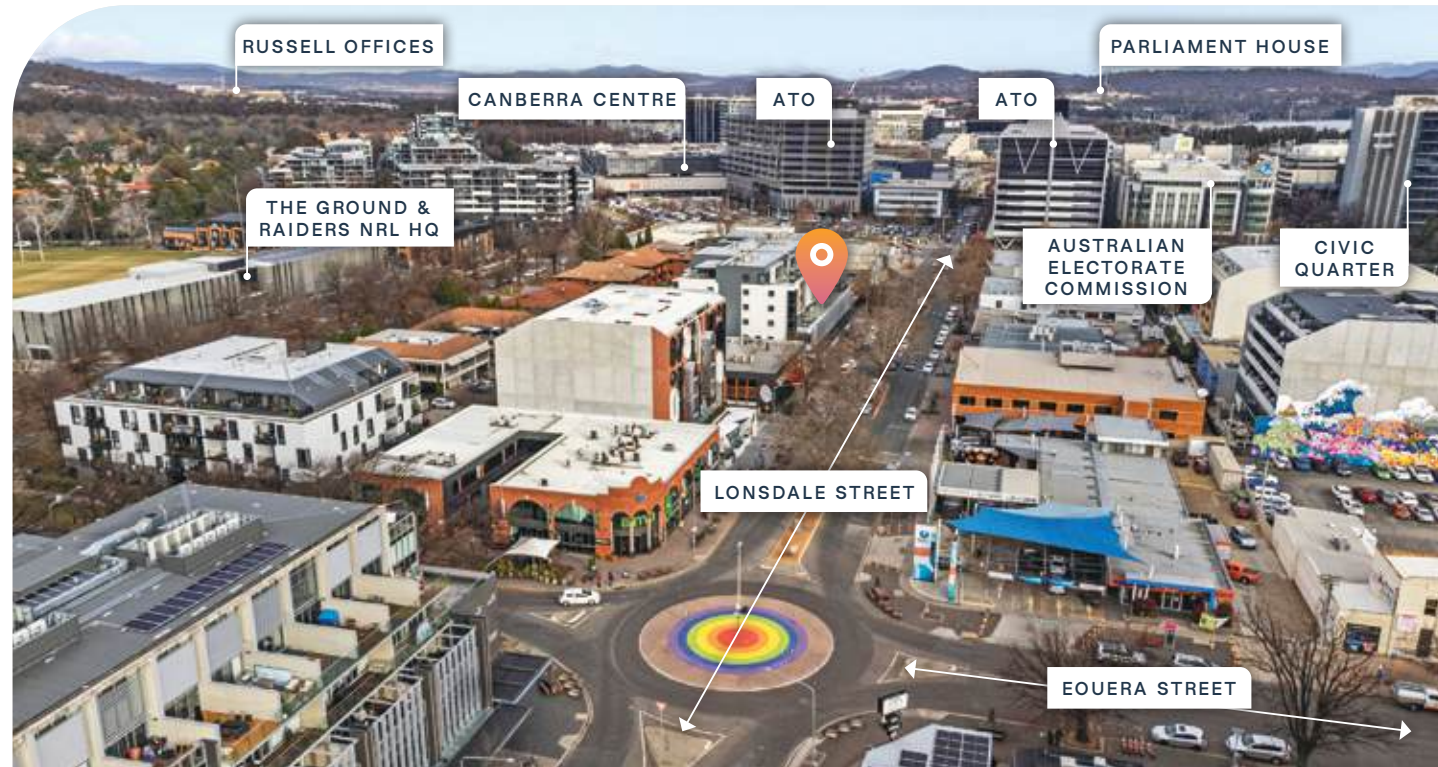 RUSSELL OFFICES
PARLIAMENT HOUSE
CANBERRA CENTRE
ATO
ATO
THE GROUND &
RAIDERS NRL HQ
AUSTRALIAN
ELECTORATE
COMMISSION
CIVIC
QUARTER
LONSDALE STREET
EOUERA STREET